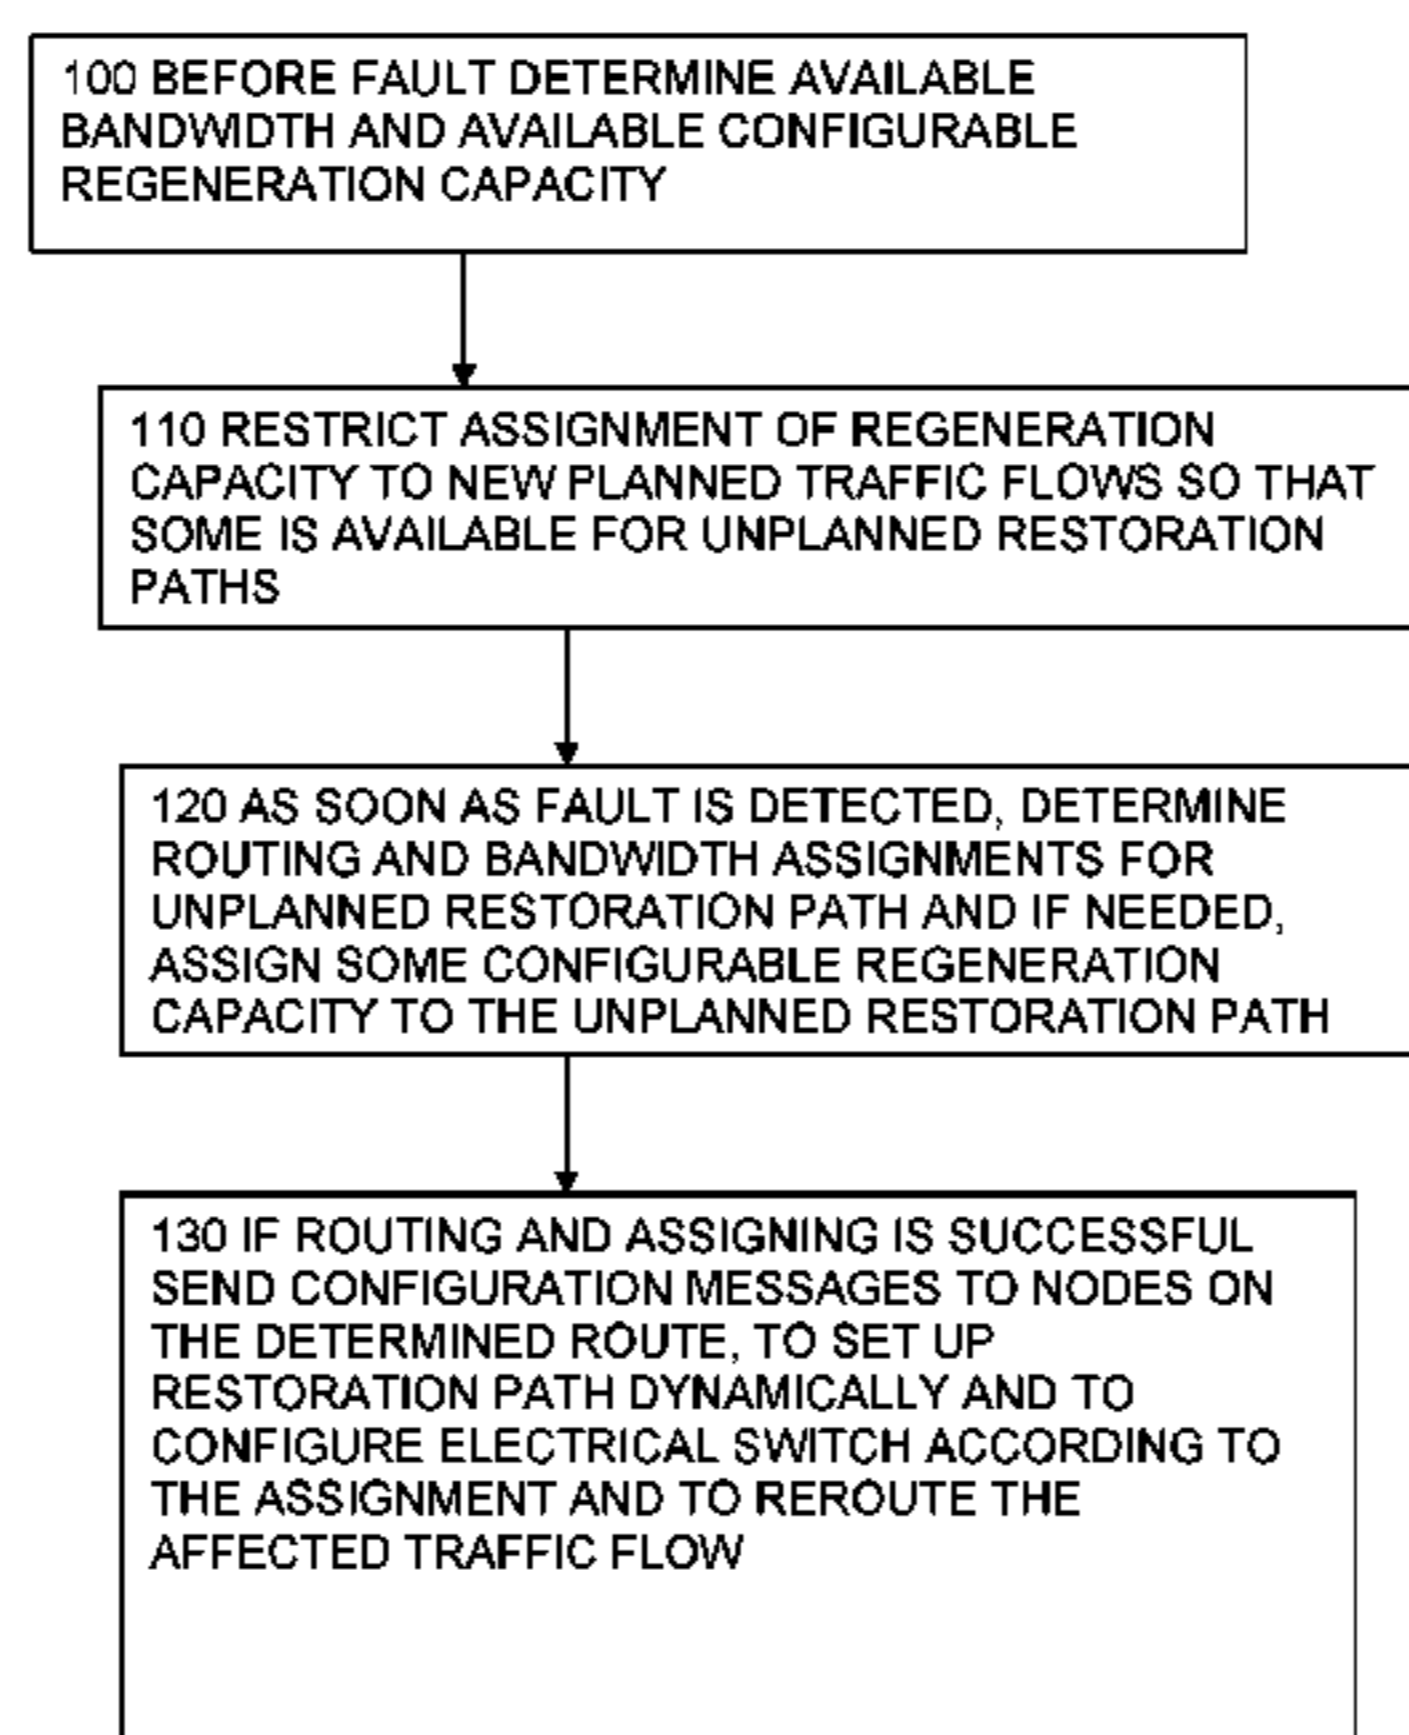 100 BEFORE FAULT DETERMINE AVAILABLE
BANDWIDTH AND AVAILABLE CONFIGURABLE
REGENERATION CAPACITY
110 RESTRICT ASSIGNMENT OF REGENERATION
CAPACITY TO NEW PLANNED TRAFFIC FLOWS SO THAT
SOME IS AVAILABLE FOR UNPLANNED RESTORATION
PATHS
120 AS SOON AS FAULT IS DETECTED, DETERMINE
ROUTING AND BANDWIDTH ASSIGNMENTS FOR
UNPLANNED RESTORATION PATH AND IF NEEDED,
ASSIGN SOME CONFIGURABLE REGENERATION
CAPACITY TO THE UNPLANNED RESTORATION PATH
130 IF ROUTING AND ASSIGNING IS SUCCESSFUL
SEND CONFIGURATION MESSAGES TO NODES ON
THE DETERMINED ROUTE, TO SET UP
RESTORATION PATH DYNAMICALLY AND TO
CONFIGURE ELECTRICAL SWITCH ACCORDING TO
THE ASSIGNMENT AND TO REROUTE THE
AFFECTED TRAFFIC FLOW